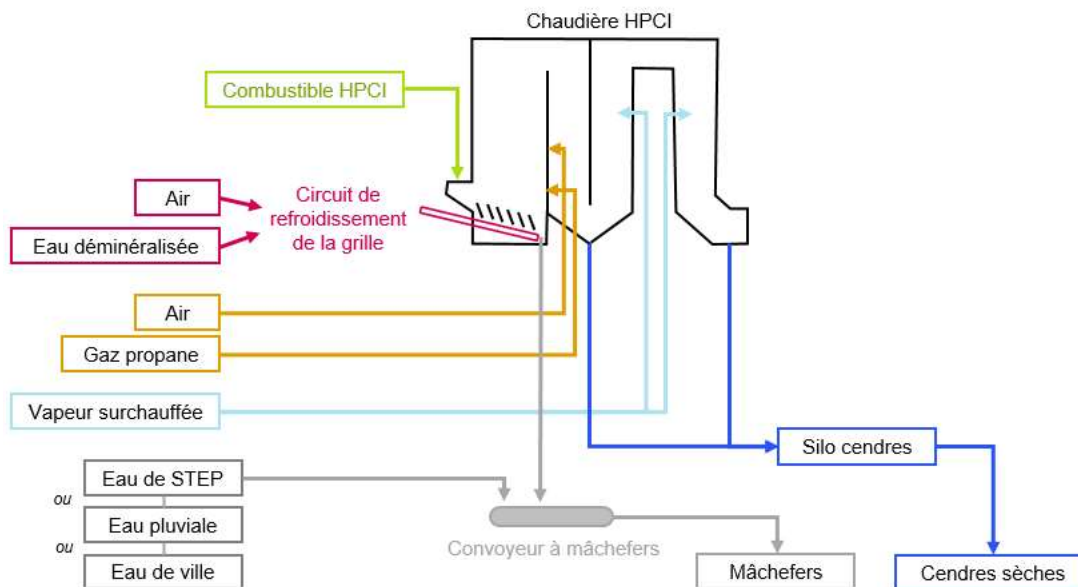 Chaudière HPCI
Combustible HPCI
Air
Eau déminéralisée
Circuit de
refroidissement
de la grille
Air
Gaz propane
Vapeur surchauffée
Silo cendres
Eau de STEP
ou
Eau pluviale
ou
Eau de ville
Convoyeur à mâchefers
Mâchefers
Cendres sèches